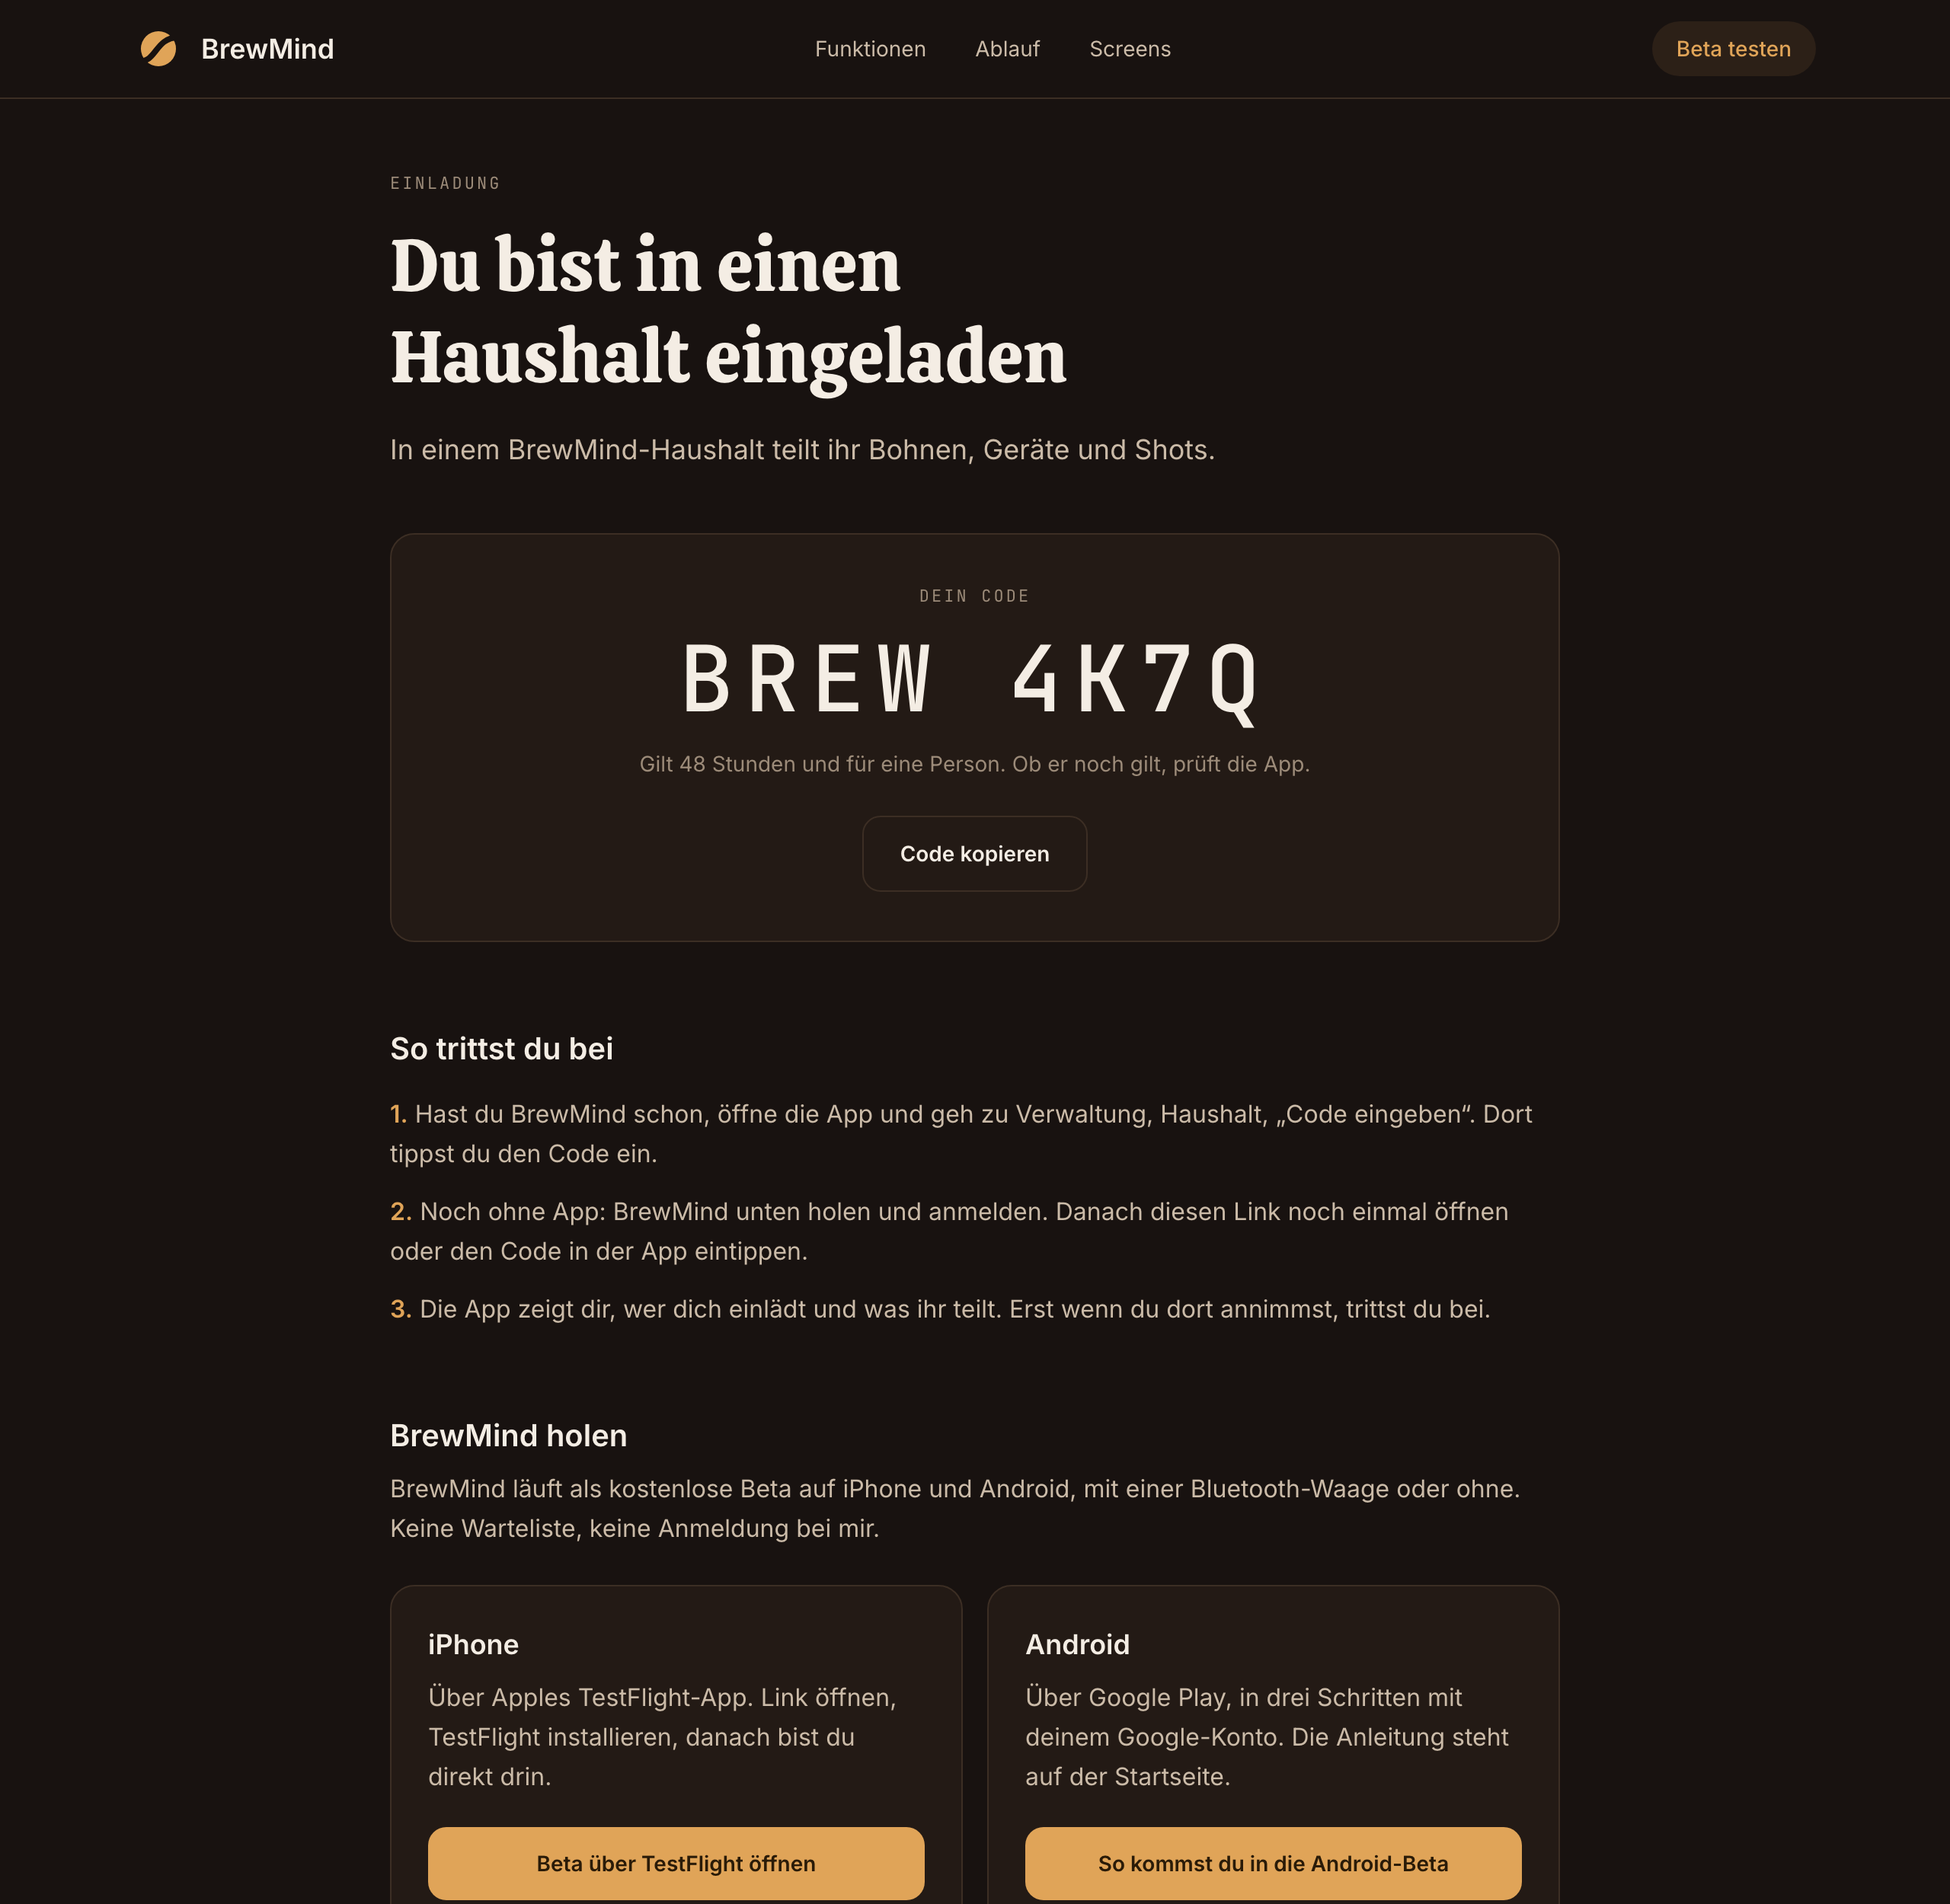 BrewMind
Funktionen
Ablauf
Screens
Beta testen
EINLADUNG
Du bist in einen
Haushalt eingeladen
In einem BrewMind-Haushalt teilt ihr Bohnen, Geräte und Shots.
DEIN CODE
BREW 4K7Q
Gilt 48 Stunden und für eine Person. Ob er noch gilt, prüft die App.
Code kopieren
So trittst du bei
1. Hast du BrewMind schon, öffne die App und geh zu Verwaltung, Haushalt, „Code eingeben“. Dort
tippst du den Code ein.
2. Noch ohne App: BrewMind unten holen und anmelden. Danach diesen Link noch einmal öffnen
oder den Code in der App eintippen.
3. Die App zeigt dir, wer dich einlädt und was ihr teilt. Erst wenn du dort annimmst, trittst du bei.
BrewMind holen
BrewMind läuft als kostenlose Beta auf iPhone und Android, mit einer Bluetooth-Waage oder ohne.
Keine Warteliste, keine Anmeldung bei mir.
iPhone
Über Apples TestFlight-App. Link öffnen,
TestFlight installieren, danach bist du
direkt drin.
Beta über TestFlight öffnen
Android
Über Google Play, in drei Schritten mit
deinem Google-Konto. Die Anleitung steht
auf der Startseite.
So kommst du in die Android-Beta